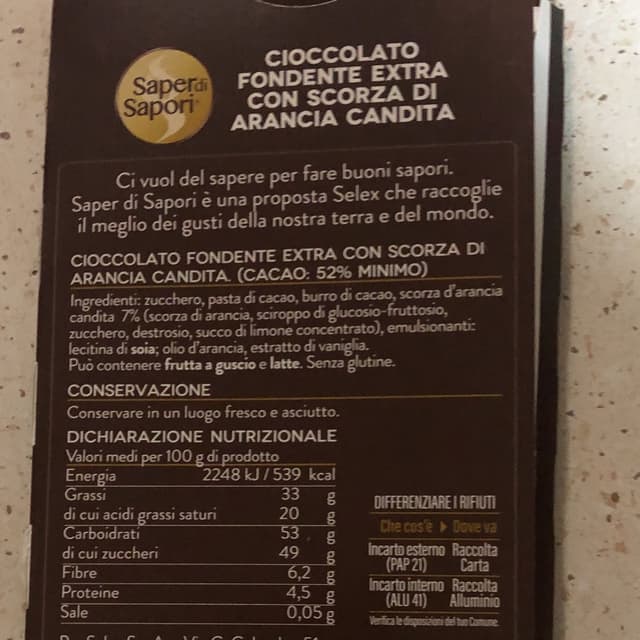 Saper di
Sapori
CIOCCOLATO
FONDENTE EXTRA
CON SCORZA DI
ARANCIA CANDITA
Ci vuol del sapere per fare buoni sapori.
Saper di Sapori è una proposta Selex che raccoglie
il meglio dei gusti della nostra terra e del mondo.
CIOCCOLATO FONDENTE EXTRA CON SCORZA DI
ARANCIA CANDITA. (CACAO: 52% MINIMO)
Ingredienti: zucchero, pasta di cacao, burro di cacao, scorza d'arancia
candita 7% (scorza di arancia, sciroppo di glucosio-fruttosio,
zucchero, destrosio, succo di limone concentrato), emulsionanti:
lecitina di soia; olio d'arancia, estratto di vaniglia.
Può contenere frutta a guscio e latte. Senza glutine.
CONSERVAZIONE
Conservare in un luogo fresco e asciutto.
DICHIARAZIONE NUTRIZIONALE
Valori medi per 100 g di prodotto
Energia 2248 kJ / 539 kcal
Grassi 33 g
di cui acidi grassi saturi 20 g
Carboidrati 53 g
di cui zuccheri 49 g
Fibre 6,2 g
Proteine 4,5 g
Sale 0,05 g
DIFFERENZIARE I RIFIUTI
Che cos'è Dove va
Incarto esterno Raccolta
(PAP 21) Carta
Incarto interno Raccolta
(ALU 41) Alluminio
Verifica le disposizioni del tuo Comune.